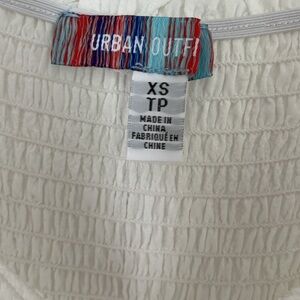 URBAN OUTFI
XS
TP
MADE IN
CHINA
FABRIQUÉ EN
CHINE